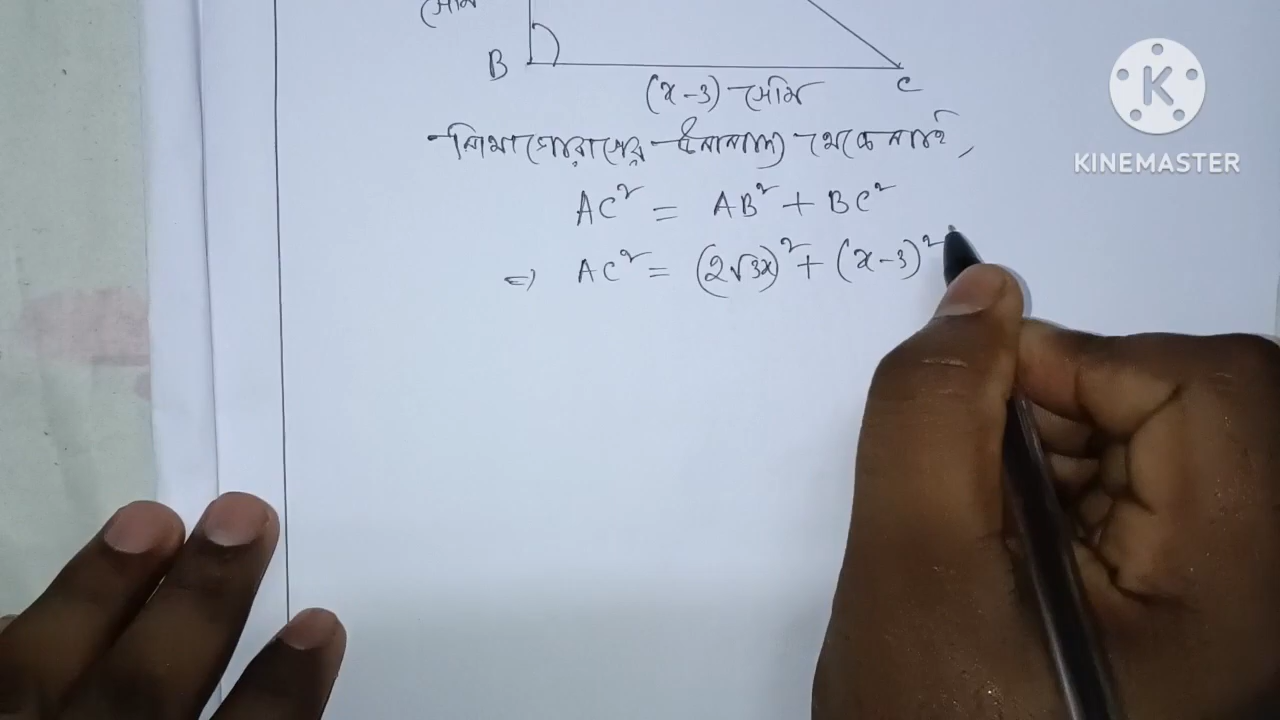 সেমি
B
C
(x-3) সেমি
পিথাগোরাসের উপপাদ্য থেকে পাই,
AC² = AB² + BC²
⇒ AC² = (2√3x)² + (x-3)²
K
KINEMASTER